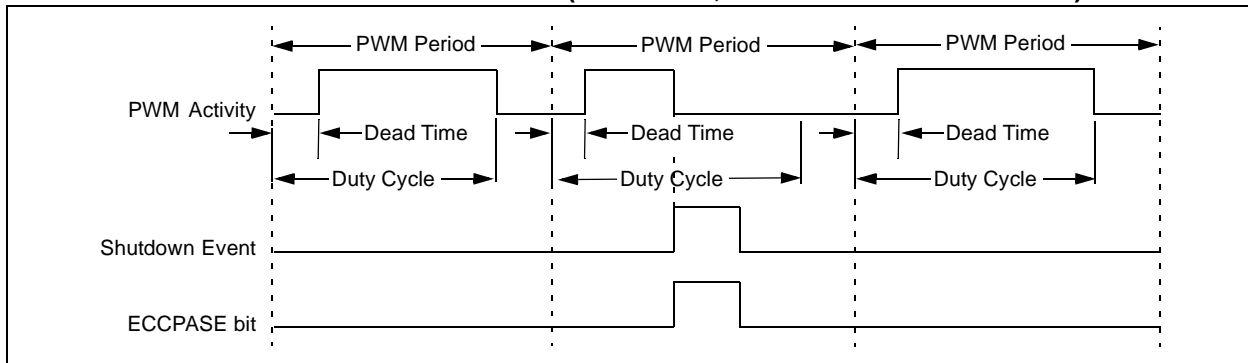 PWM Period PWM Period PWM Period
PWM Activity
Dead Time Dead Time Dead Time
Duty Cycle Duty Cycle Duty Cycle
Shutdown Event
ECCPASE bit